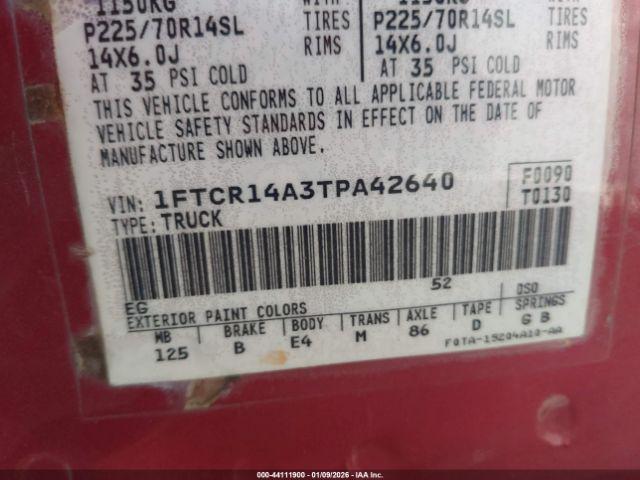 1150KG WITH 1150KG WITH
P225/70R14SL TIRES P225/70R14SL TIRES
14X6.0J RIMS 14X6.0J RIMS
AT 35 PSI COLD AT 35 PSI COLD
THIS VEHICLE CONFORMS TO ALL APPLICABLE FEDERAL MOTOR
VEHICLE SAFETY STANDARDS IN EFFECT ON THE DATE OF
MANUFACTURE SHOWN ABOVE.
VIN: 1FTCR14A3TPA42640 F0090
TYPE: TRUCK T0130
52
EG DSO
EXTERIOR PAINT COLORS
WB BRAKE BODY TRANS AXLE TAPE SPRINGS
125 B E4 M 86 D G B
F0TA-15204A10-AA
000-44111900 - 01/09/2026 - IAA Inc.